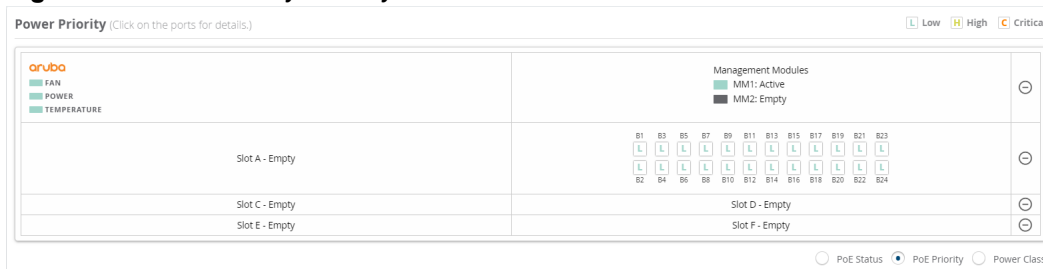 Power Priority (Click on the ports for details.)
L Low H High C Critica
aruba
FAN
POWER
TEMPERATURE
Management Modules
MM1: Active
MM2: Empty
Slot A - Empty
B1 B3 B5 B7 B9 B11 B13 B15 B17 B19 B21 B23
L L L L L L L L L L L L
L L L L L L L L L L L L
B2 B4 B6 B8 B10 B12 B14 B16 B18 B20 B22 B24
Slot C - Empty
Slot D - Empty
Slot E - Empty
Slot F - Empty
PoE Status PoE Priority Power Class